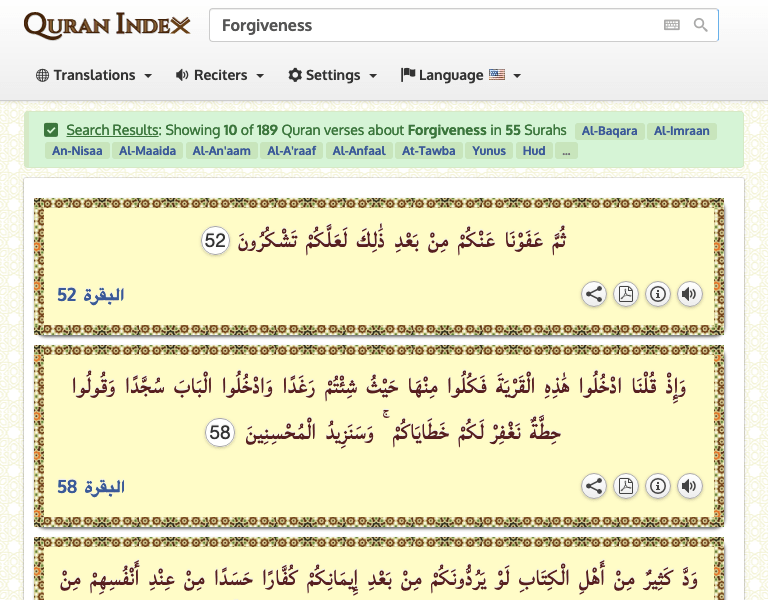 QURAN INDEX
Forgiveness
Translations Reciters Settings Language
Search Results: Showing 10 of 189 Quran verses about Forgiveness in 55 Surahs Al-Baqara Al-Imraan
An-Nisaa Al-Maaida Al-An'aam Al-A'raaf Al-Anfaal At-Tawba Yunus Hud ...
ثُمَّ عَفَوْنَا عَنْكُمْ مِنْ بَعْدِ ذَٰلِكَ لَعَلَّكُمْ تَشْكُرُونَ 52
البقرة 52
وَإِذْ قُلْنَا ادْخُلُوا هَٰذِهِ الْقَرْيَةَ فَكُلُوا مِنْهَا حَيْثُ شِئْتُمْ رَغَدًا وَادْخُلُوا الْبَابَ سُجَّدًا وَقُولُوا
حِطَّةٌ نَغْفِرْ لَكُمْ خَطَايَاكُمْ ۚ وَسَنَزِيدُ الْمُحْسِنِينَ 58
البقرة 58
وَدَّ كَثِيرٌ مِنْ أَهْلِ الْكِتَابِ لَوْ يَرُدُّونَكُمْ مِنْ بَعْدِ إِيمَانِكُمْ كُفَّارًا حَسَدًا مِنْ عِنْدِ أَنْفُسِهِمْ مِنْ